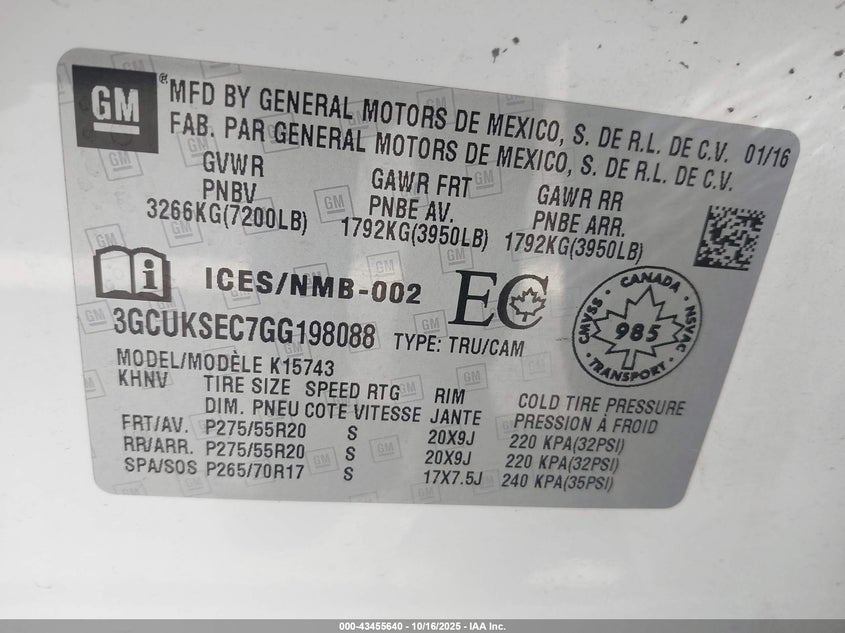 GM
®MFD BY GENERAL MOTORS DE MEXICO, S. DE R.L. DE C.V. 01/16
FAB. PAR GENERAL MOTORS DE MEXICO, S. DE R.L. DE C.V.
GVWR GAWR FRT GAWR RR
PNBV PNBE AV. PNBE ARR.
3266KG(7200LB) 1792KG(3950LB) 1792KG(3950LB)
i ICES/NMB-002 EC
CANADA
CMVSS 985 NSVAC
TRANSPORT
3GCUKSEC7GG198088 TYPE: TRU/CAM
MODEL/MODÈLE K15743
KHNV TIRE SIZE SPEED RTG RIM COLD TIRE PRESSURE
DIM. PNEU COTE VITESSE JANTE PRESSION À FROID
FRT/AV. P275/55R20 S 20X9J 220 KPA(32PSI)
RR/ARR. P275/55R20 S 20X9J 220 KPA(32PSI)
SPA/SOS P265/70R17 S 17X7.5J 240 KPA(35PSI)
000-43455640 - 10/16/2025 - IAA Inc.